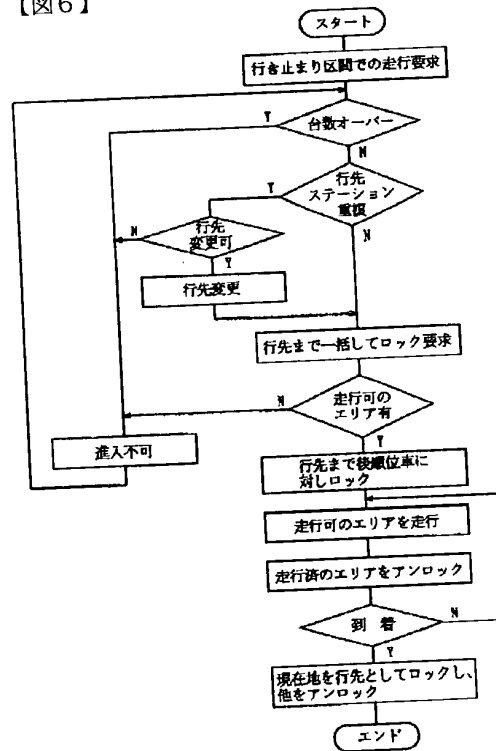 【図６】
スタート
行き止まり区間での走行要求
Y
台数オーバー
N
Y
行先
ステーション
重複
N
行先
変更可
N
Y
行先変更
行先まで一括してロック要求
N
走行可の
エリア有
Y
進入不可
行先まで後順位車に
対しロック
走行可のエリアを走行
走行済のエリアをアンロック
到着
N
Y
現在地を行先としてロックし、
他をアンロック
エンド